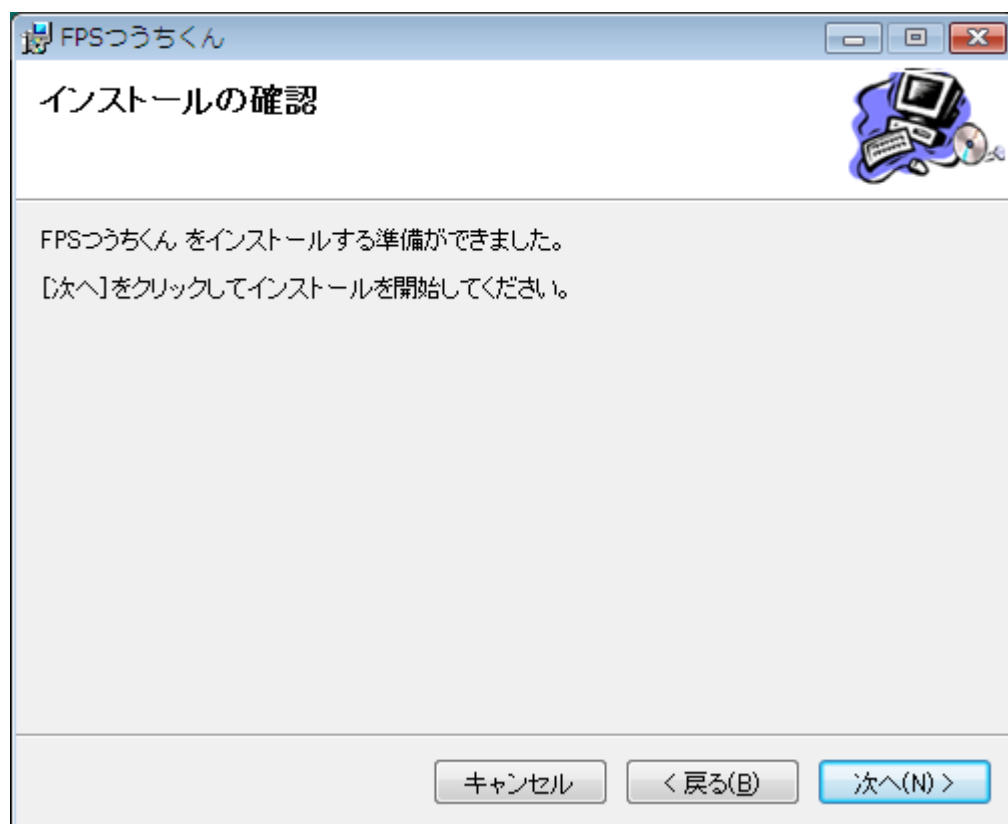 FPSつうちくん
インストールの確認
FPSつうちくん をインストールする準備ができました。
[次へ]をクリックしてインストールを開始してください。
キャンセル
< 戻る(B)
次へ(N) >